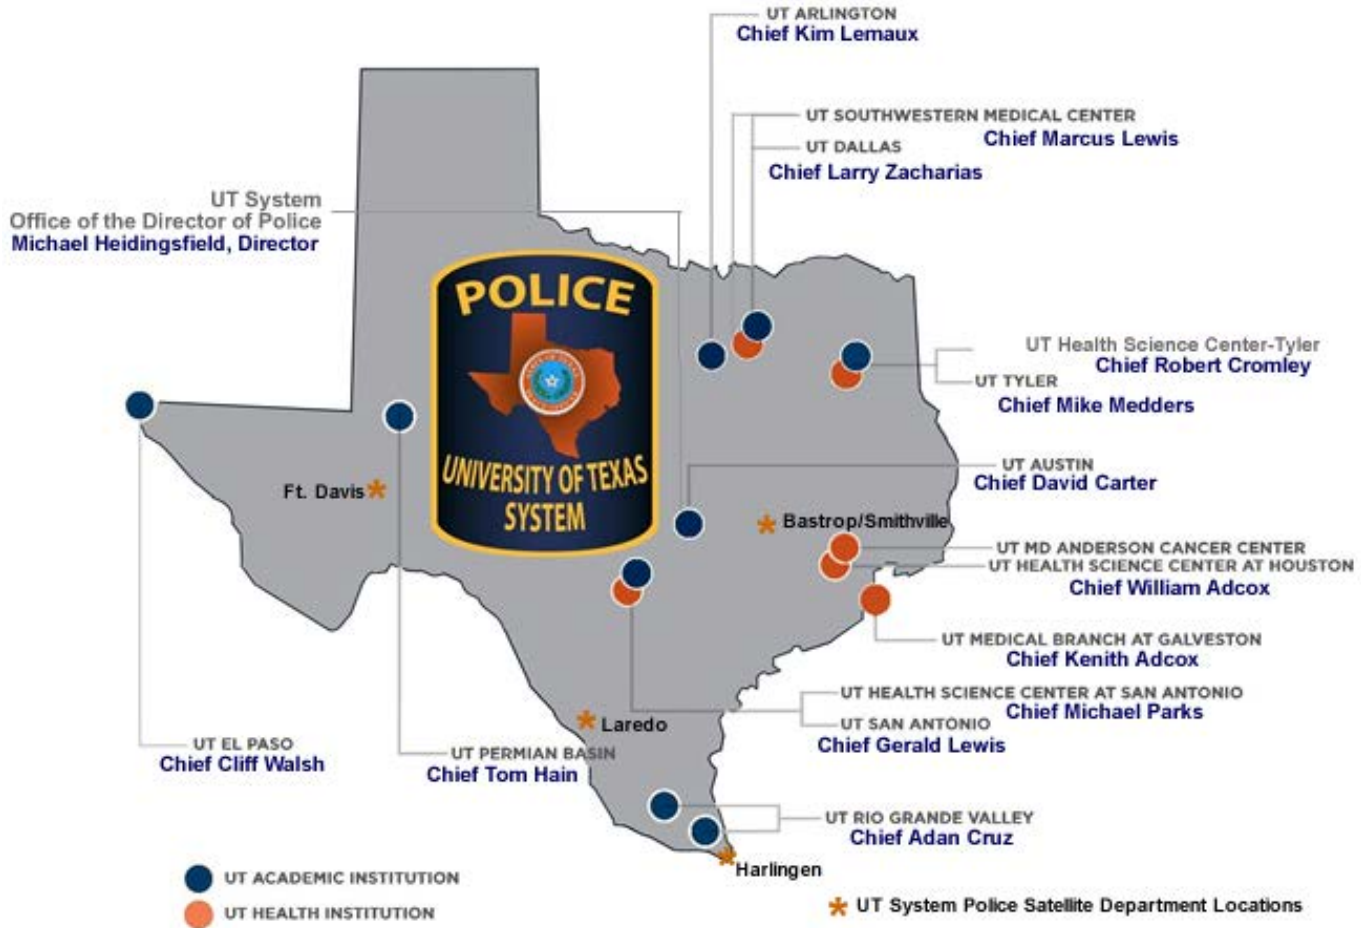 UT ARLINGTON
Chief Kim Lemaux
UT SOUTHWESTERN MEDICAL CENTER
Chief Marcus Lewis
UT DALLAS
Chief Larry Zacharias
UT System
Office of the Director of Police
Michael Heidingsfield, Director
POLICE
UNIVERSITY OF TEXAS
SYSTEM
UT Health Science Center-Tyler
Chief Robert Cromley
UT TYLER
Chief Mike Medders
UT AUSTIN
Chief David Carter
Ft. Davis
Bastrop/Smithville
UT MD ANDERSON CANCER CENTER
UT HEALTH SCIENCE CENTER AT HOUSTON
Chief William Adcox
UT MEDICAL BRANCH AT GALVESTON
Chief Kenith Adcox
UT HEALTH SCIENCE CENTER AT SAN ANTONIO
Chief Michael Parks
UT SAN ANTONIO
Chief Gerald Lewis
Laredo
UT EL PASO
Chief Cliff Walsh
UT PERMIAN BASIN
Chief Tom Hain
UT RIO GRANDE VALLEY
Chief Adan Cruz
Harlingen
UT ACADEMIC INSTITUTION
UT HEALTH INSTITUTION
* UT System Police Satellite Department Locations